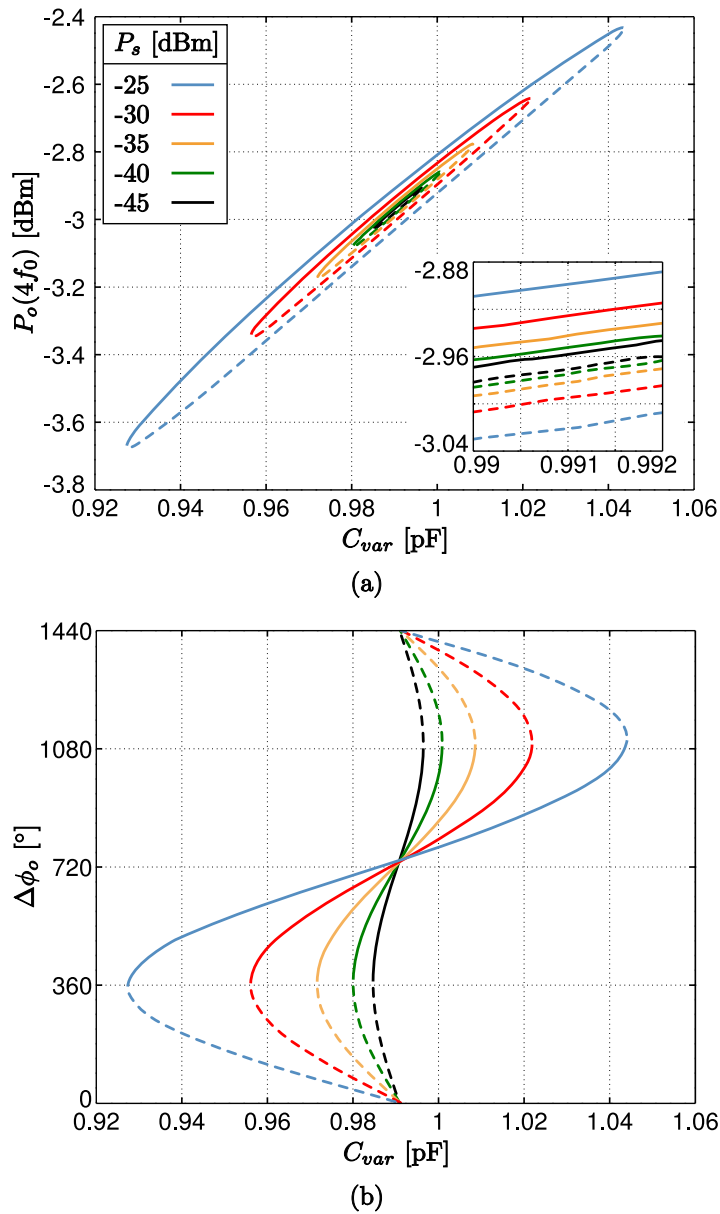 -2.4
-2.6
-2.8
-3
-3.2
-3.4
-3.6
-3.8
P_o(4f_0) [dBm]
P_s [dBm]
-25
-30
-35
-40
-45
-2.88
-2.96
-3.04
0.99 0.991 0.992
0.92 0.94 0.96 0.98 1 1.02 1.04 1.06
C_var [pF]
(a)
1440
1080
720
360
0
Δϕ_o [°]
0.92 0.94 0.96 0.98 1 1.02 1.04 1.06
C_var [pF]
(b)